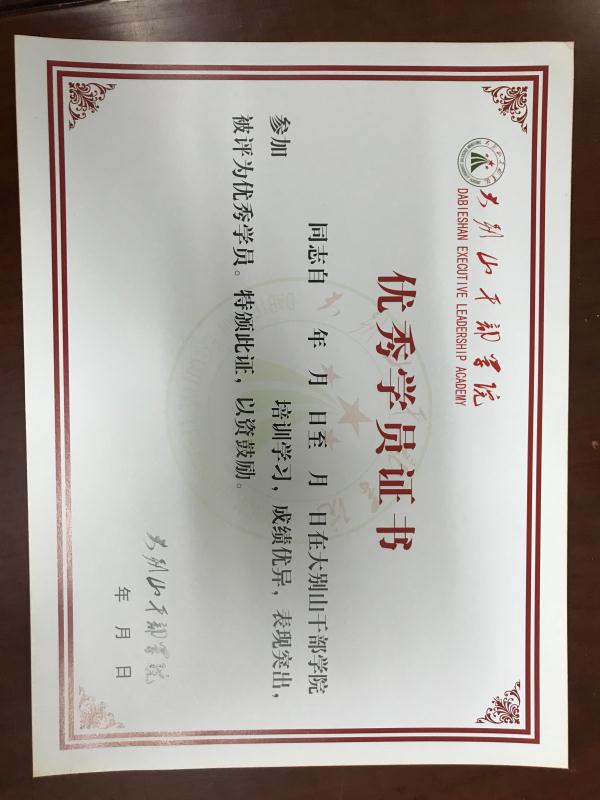 大别山干部学院
DABIESHAN EXECUTIVE LEADERSHIP ACADEMY
优秀学员证书
同志自 年 月 日至 月 日在大别山干部学院
参加 培训学习，成绩优异，表现突出，
被评为优秀学员。特颁此证，以资鼓励。
大别山干部学院
年 月 日